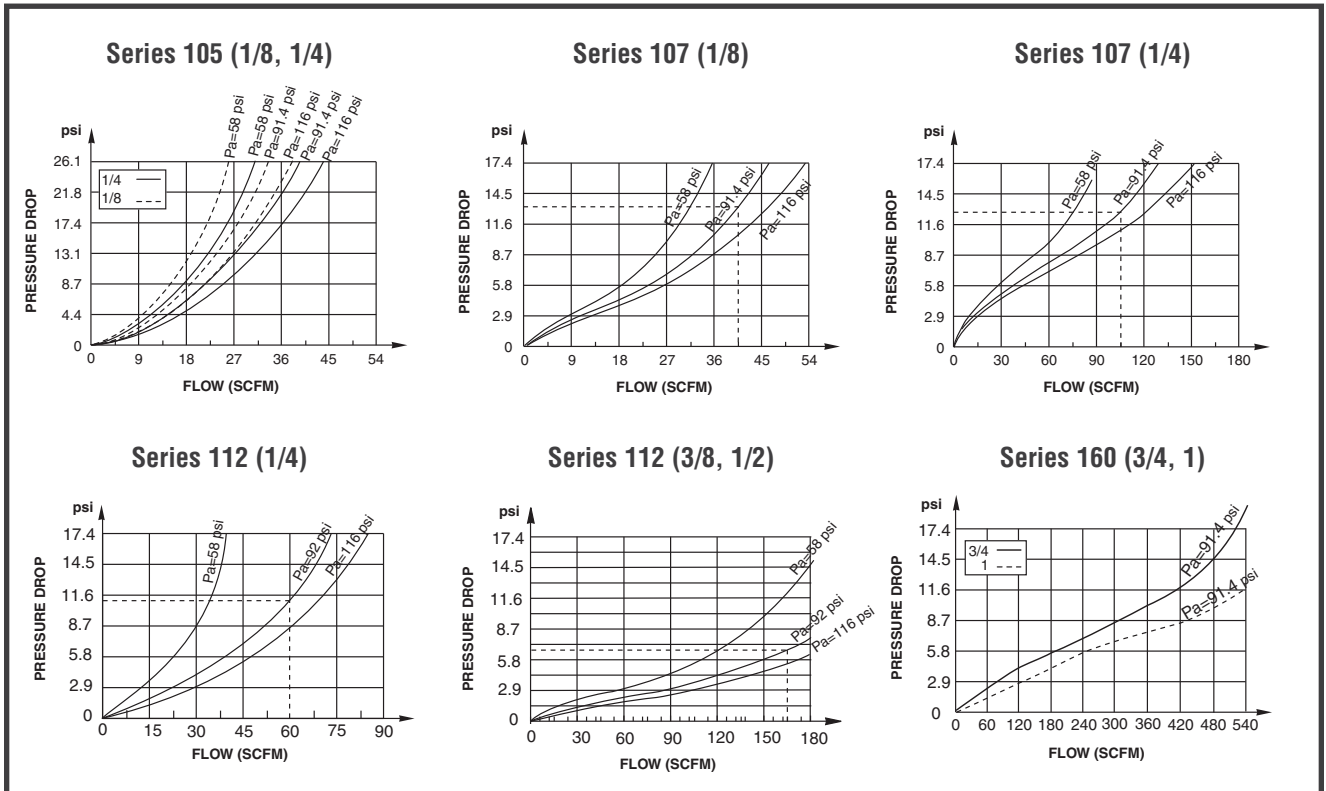 Series 105 (1/8, 1/4)
psi
Pa=58 psi
Pa=58 psi
Pa=91.4 psi
Pa=116 psi
Pa=91.4 psi
Pa=116 psi
1/4
1/8
26.1
21.8
17.4
13.1
8.7
4.4
0
PRESSURE DROP
0 9 18 27 36 45 54
FLOW (SCFM)
Series 107 (1/8)
psi
Pa=58 psi
Pa=91.4 psi
Pa=116 psi
17.4
14.5
11.6
8.7
5.8
2.9
0
PRESSURE DROP
0 9 18 27 36 45 54
FLOW (SCFM)
Series 107 (1/4)
psi
Pa=58 psi
Pa=91.4 psi
Pa=116 psi
17.4
14.5
11.6
8.7
5.8
2.9
0
PRESSURE DROP
0 30 60 90 120 150 180
FLOW (SCFM)
Series 112 (1/4)
psi
Pa=58 psi
Pa=92 psi
Pa=116 psi
17.4
14.5
11.6
8.7
5.8
2.9
0
PRESSURE DROP
0 15 30 45 60 75 90
FLOW (SCFM)
Series 112 (3/8, 1/2)
psi
Pa=58 psi
Pa=92 psi
Pa=116 psi
17.4
14.5
11.6
8.7
5.8
2.9
0
PRESSURE DROP
0 30 60 90 120 150 180
FLOW (SCFM)
Series 160 (3/4, 1)
psi
Pa=91.4 psi
Pa=91.4 psi
3/4
1
17.4
14.5
11.6
8.7
5.8
2.9
0
PRESSURE DROP
0 60 120 180 240 300 360 420 480 540
FLOW (SCFM)